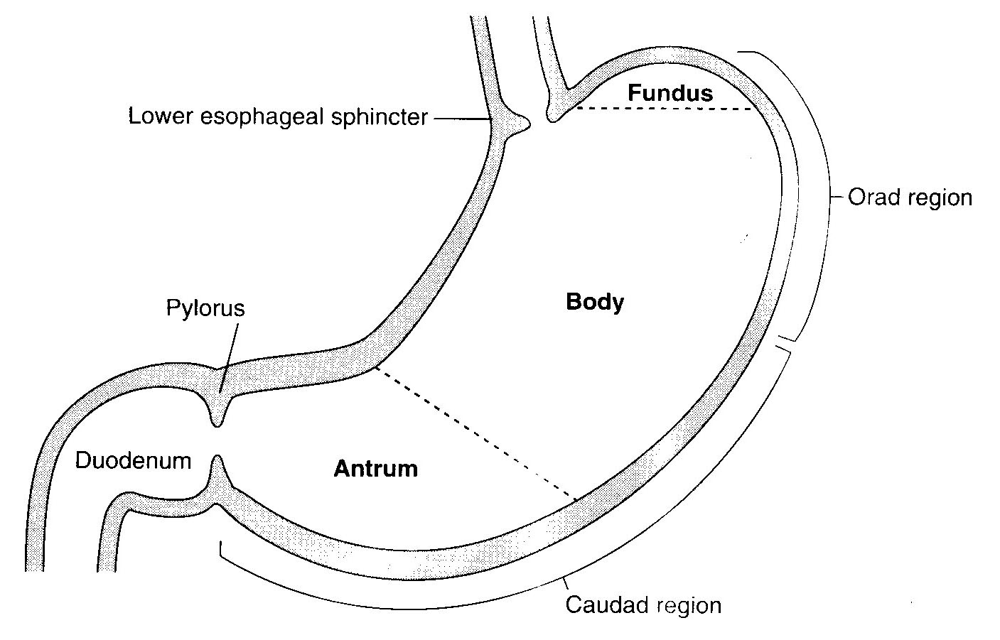 Fundus
Lower esophageal sphincter
Orad region
Body
Pylorus
Duodenum
Antrum
Caudad region